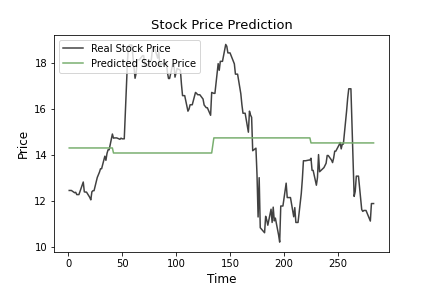 Stock Price Prediction
Real Stock Price
Predicted Stock Price
18
16
14
12
10
Price
0 50 100 150 200 250
Time